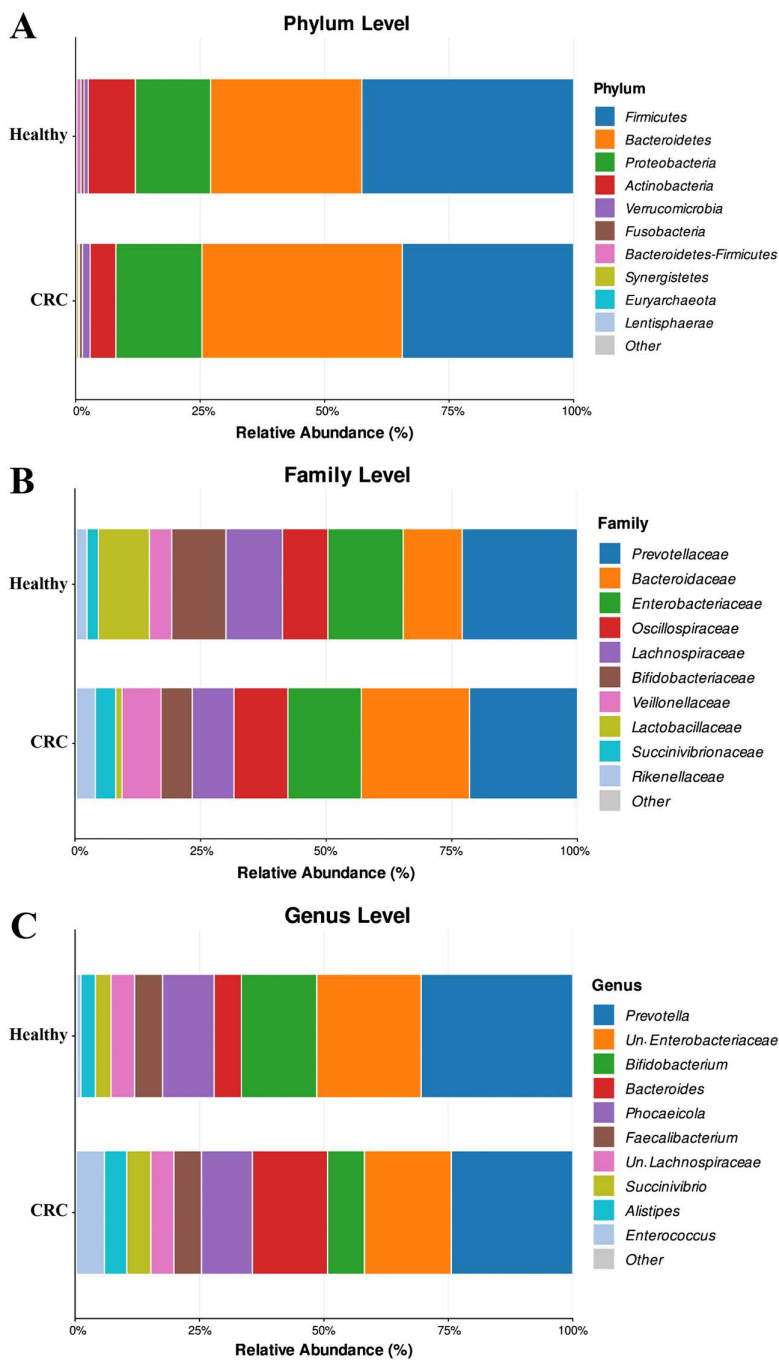 A
Phylum Level
Healthy
CRC
0%
25%
50%
75%
100%
Relative Abundance (%)
Phylum
Firmicutes
Bacteroidetes
Proteobacteria
Actinobacteria
Verrucomicrobia
Fusobacteria
Bacteroidetes-Firmicutes
Synergistetes
Euryarchaeota
Lentisphaerae
Other
B
Family Level
Healthy
CRC
0%
25%
50%
75%
100%
Relative Abundance (%)
Family
Prevotellaceae
Bacteroidaceae
Enterobacteriaceae
Oscillospiraceae
Lachnospiraceae
Bifidobacteriaceae
Veillonellaceae
Lactobacillaceae
Succinivibrionaceae
Rikenellaceae
Other
C
Genus Level
Healthy
CRC
0%
25%
50%
75%
100%
Relative Abundance (%)
Genus
Prevotella
Un. Enterobacteriaceae
Bifidobacterium
Bacteroides
Phocaeicola
Faecalibacterium
Un. Lachnospiraceae
Succinivibrio
Alistipes
Enterococcus
Other